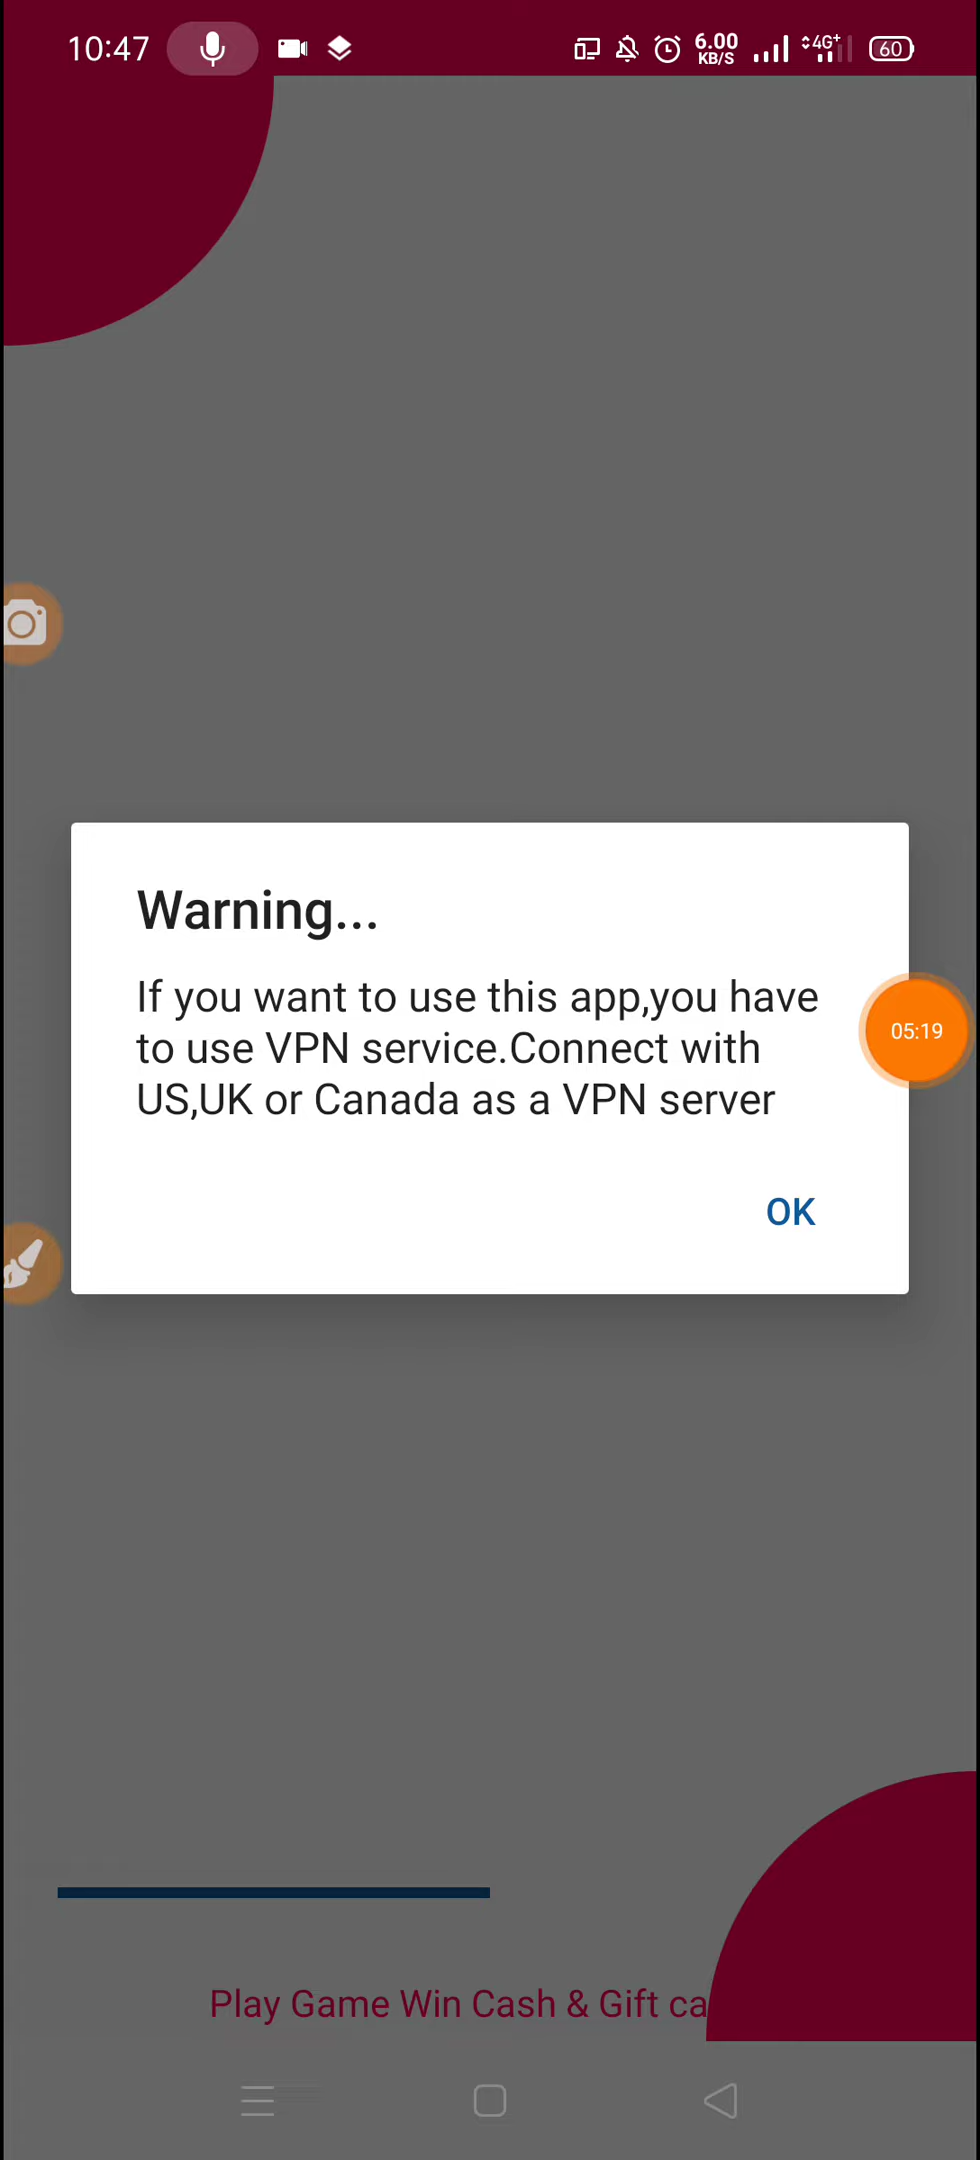 10:47
6.00
KB/S
4G+
60
Warning...
If you want to use this app,you have
to use VPN service.Connect with
US,UK or Canada as a VPN server
05:19
OK
Play Game Win Cash & Gift ca